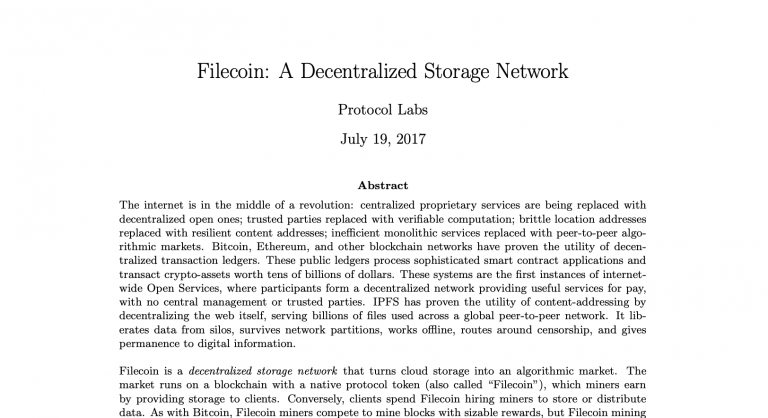 Filecoin: A Decentralized Storage Network
Protocol Labs
July 19, 2017
Abstract
The internet is in the middle of a revolution: centralized proprietary services are being replaced with
decentralized open ones; trusted parties replaced with verifiable computation; brittle location addresses
replaced with resilient content addresses; inefficient monolithic services replaced with peer-to-peer algo-
rithmic markets. Bitcoin, Ethereum, and other blockchain networks have proven the utility of decen-
tralized transaction ledgers. These public ledgers process sophisticated smart contract applications and
transact crypto-assets worth tens of billions of dollars. These systems are the first instances of internet-
wide Open Services, where participants form a decentralized network providing useful services for pay,
with no central management or trusted parties. IPFS has proven the utility of content-addressing by
decentralizing the web itself, serving billions of files used across a global peer-to-peer network. It lib-
erates data from silos, survives network partitions, works offline, routes around censorship, and gives
permanence to digital information.
Filecoin is a decentralized storage network that turns cloud storage into an algorithmic market. The
market runs on a blockchain with a native protocol token (also called “Filecoin”), which miners earn
by providing storage to clients. Conversely, clients spend Filecoin hiring miners to store or distribute
data. As with Bitcoin, Filecoin miners compete to mine blocks with sizable rewards, but Filecoin mining